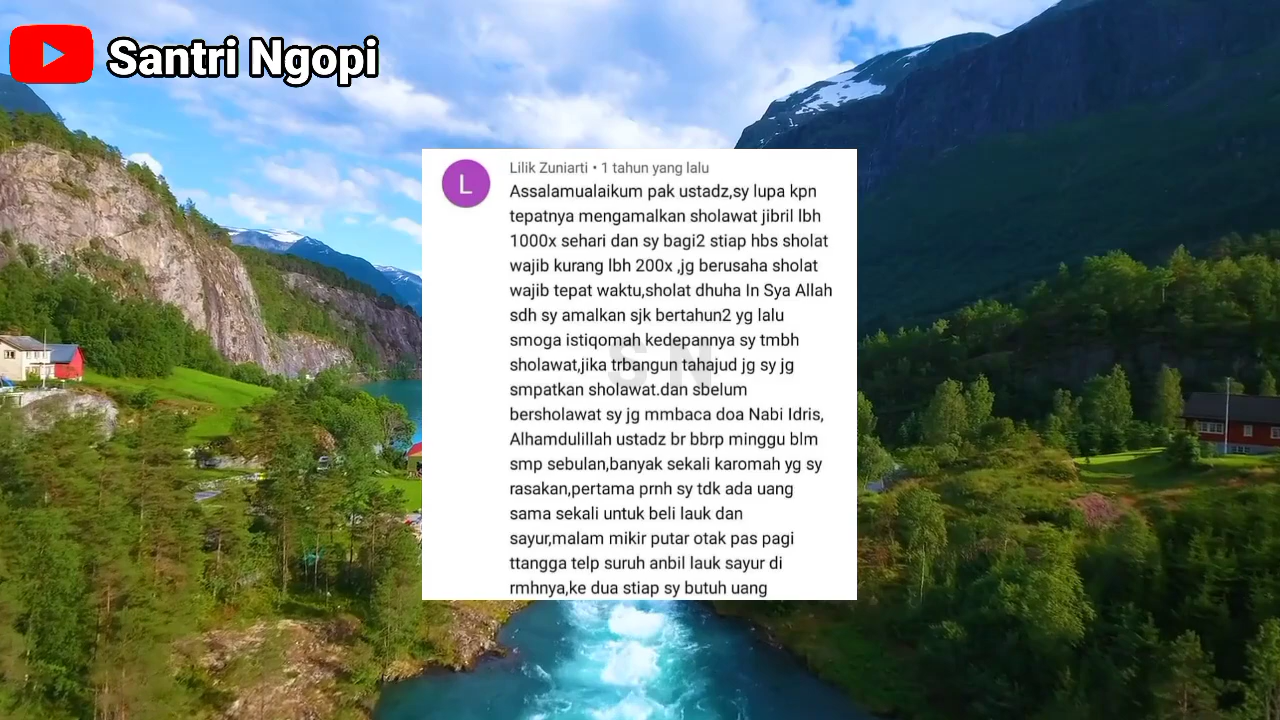 Santri Ngopi
L
Lilik Zuniarti • 1 tahun yang lalu
Assalamualaikum pak ustadz,sy lupa kpn
tepatnya mengamalkan sholawat jibril lbh
1000x sehari dan sy bagi2 stiap hbs sholat
wajib kurang lbh 200x ,jg berusaha sholat
wajib tepat waktu,sholat dhuha In Sya Allah
sdh sy amalkan sjk bertahun2 yg lalu
smoga istiqomah kedepannya sy tmbh
sholawat,jika trbangun tahajud jg sy jg
smpatkan sholawat.dan sbelum
bersholawat sy jg mmbaca doa Nabi Idris,
Alhamdulillah ustadz br bbrp minggu blm
smp sebulan,banyak sekali karomah yg sy
rasakan,pertama prnh sy tdk ada uang
sama sekali untuk beli lauk dan
sayur,malam mikir putar otak pas pagi
ttangga telp suruh anbil lauk sayur di
rmhnya,ke dua stiap sy butuh uang
SN